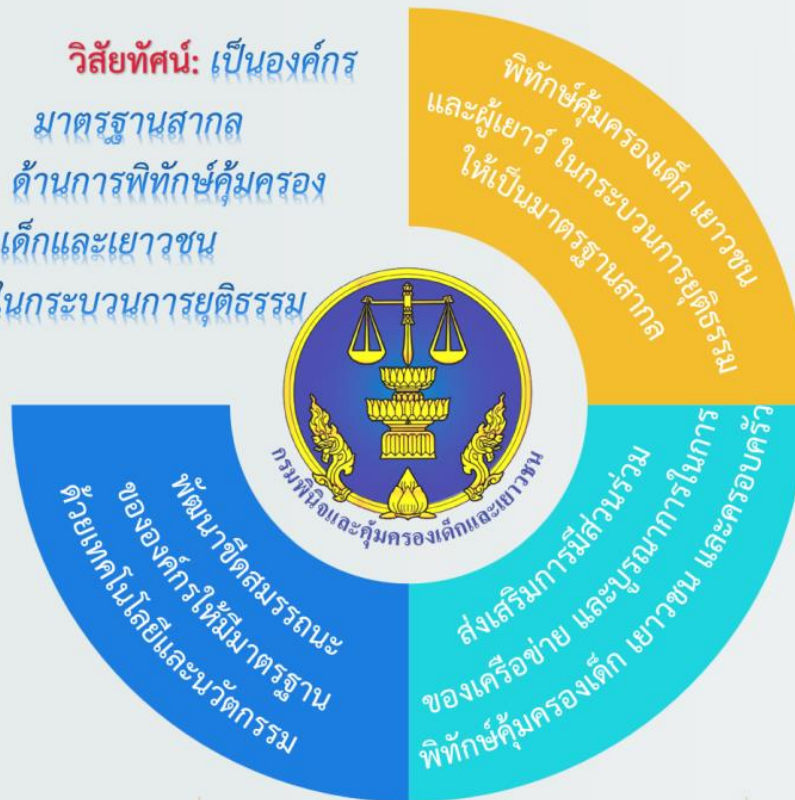 วิสัยทัศน์: เป็นองค์กร
มาตรฐานสากล
ด้านการพิทักษ์คุ้มครอง
เด็กและเยาวชน
ในกระบวนการยุติธรรม
พิทักษ์คุ้มครองเด็ก เยาวชน
และผู้เยาว์ ในกระบวนการยุติธรรม
ให้เป็นมาตรฐานสากล
กรมพินิจและคุ้มครองเด็กและเยาวชน
พัฒนาขีดสมรรถนะ
ขององค์กรให้มีมาตรฐาน
ด้วยเทคโนโลยีและนวัตกรรม
ส่งเสริมการมีส่วนร่วม
ของเครือข่าย และบูรณาการในการ
พิทักษ์คุ้มครองเด็ก เยาวชน และครอบครัว